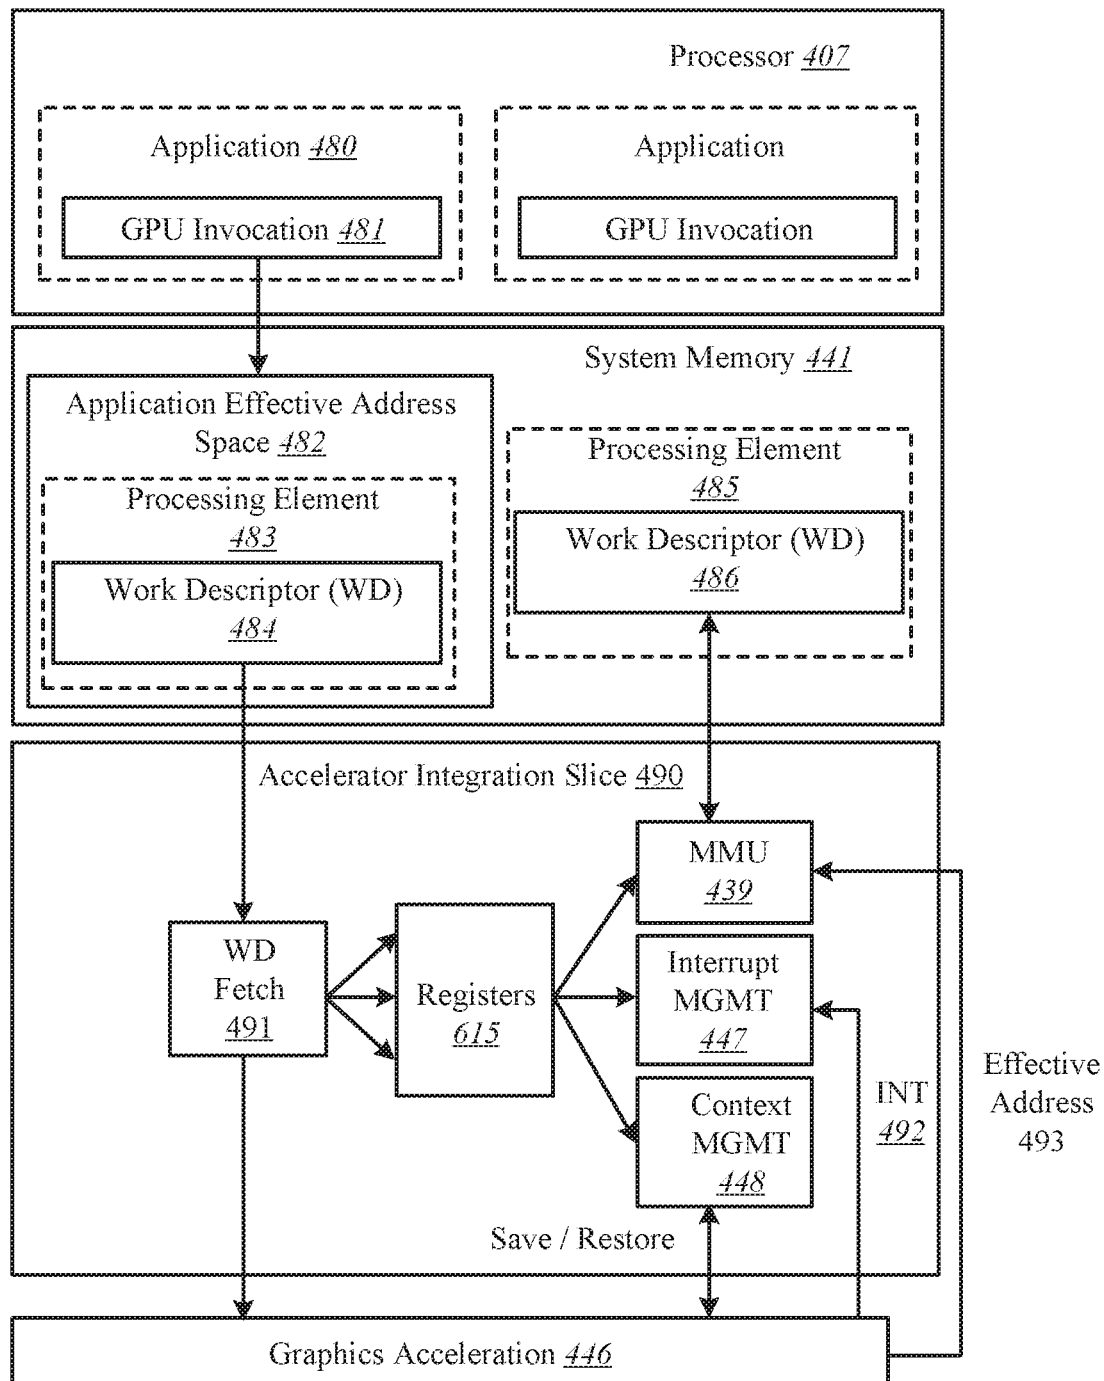 Processor 407
Application 480
Application
GPU Invocation 481
GPU Invocation
System Memory 441
Application Effective Address
Space 482
Processing Element
485
Processing Element
483
Work Descriptor (WD)
486
Work Descriptor (WD)
484
Accelerator Integration Slice 490
MMU
439
WD
Fetch
491
Registers
615
Interrupt
MGMT
447
Context
MGMT
448
INT
492
Effective
Address
493
Save / Restore
Graphics Acceleration 446